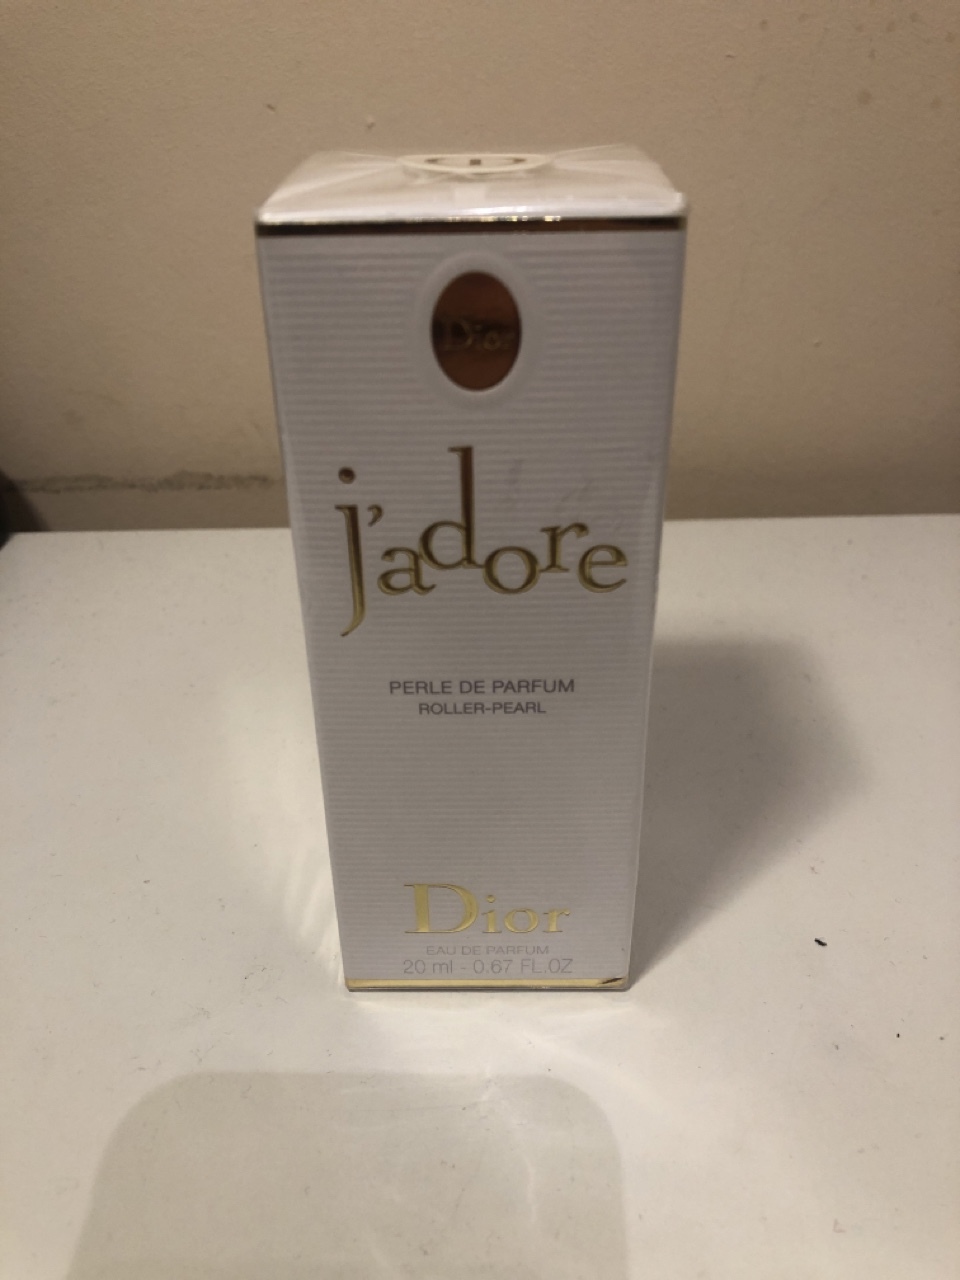 Dior
j'adore
PERLE DE PARFUM
ROLLER-PEARL
Dior
EAU DE PARFUM
20 ml - 0.67 FL.OZ